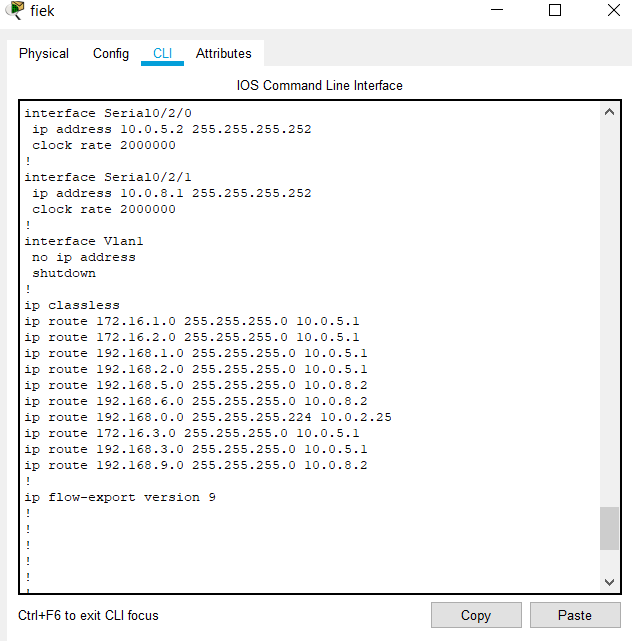 fiek
Physical Config CLI Attributes
IOS Command Line Interface
interface Serial0/2/0
 ip address 10.0.5.2 255.255.255.252
 clock rate 2000000
!
interface Serial0/2/1
 ip address 10.0.8.1 255.255.255.252
 clock rate 2000000
!
interface Vlan1
 no ip address
 shutdown
!
ip classless
ip route 172.16.1.0 255.255.255.0 10.0.5.1
ip route 172.16.2.0 255.255.255.0 10.0.5.1
ip route 192.168.1.0 255.255.255.0 10.0.5.1
ip route 192.168.2.0 255.255.255.0 10.0.5.1
ip route 192.168.5.0 255.255.255.0 10.0.8.2
ip route 192.168.6.0 255.255.255.0 10.0.8.2
ip route 192.168.0.0 255.255.255.224 10.0.2.25
ip route 172.16.3.0 255.255.255.0 10.0.5.1
ip route 192.168.3.0 255.255.255.0 10.0.5.1
ip route 192.168.9.0 255.255.255.0 10.0.8.2
!
ip flow-export version 9
!
!
!
!
!
!
Ctrl+F6 to exit CLI focus
Copy Paste